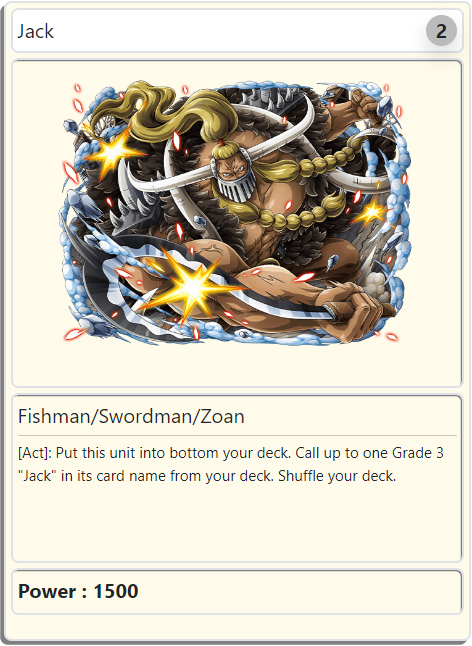 Jack
2
Fishman/Swordman/Zoan
[Act]: Put this unit into bottom your deck. Call up to one Grade 3
"Jack" in its card name from your deck. Shuffle your deck.
Power : 1500